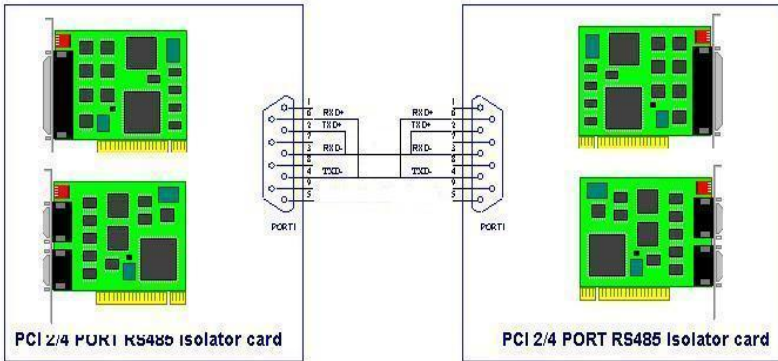 1
6
RXD+
2
TXD+
7
3
RXD-
8
4
TXD-
9
5
PORT1
1
RXD+
6
TXD+
2
7
RXD-
3
8
TXD-
4
9
5
PORT1
PCI 2/4 PORT RS485 Isolator card
PCI 2/4 PORT RS485 Isolator card